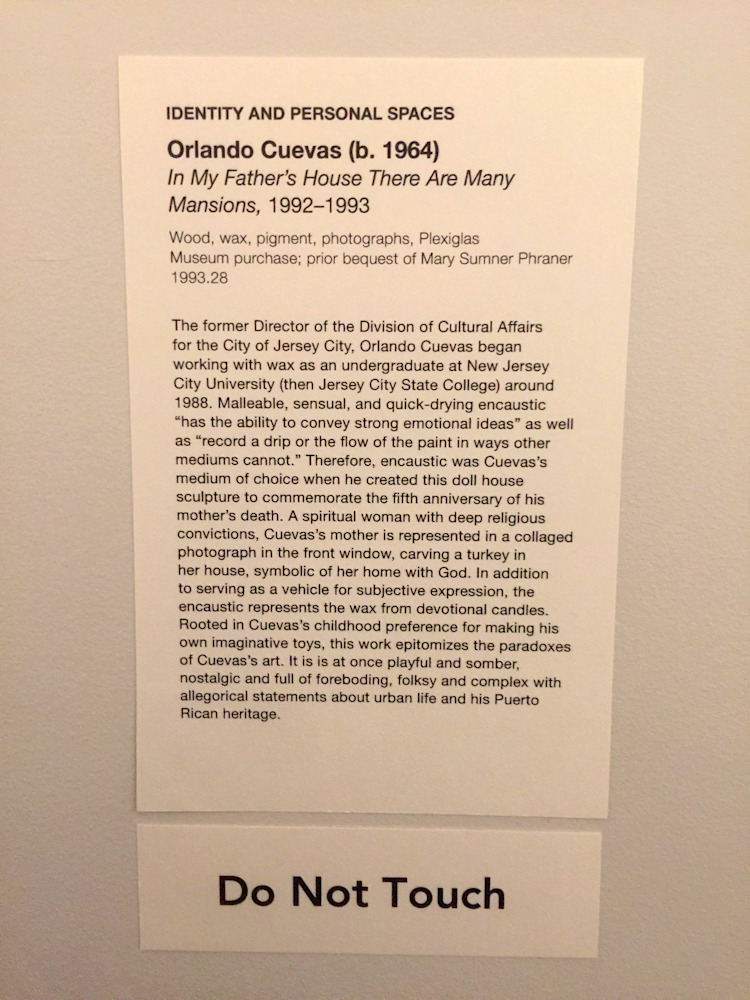 IDENTITY AND PERSONAL SPACES
Orlando Cuevas (b. 1964)
In My Father's House There Are Many
Mansions, 1992–1993
Wood, wax, pigment, photographs, Plexiglas
Museum purchase; prior bequest of Mary Sumner Phraner
1993.28
The former Director of the Division of Cultural Affairs
for the City of Jersey City, Orlando Cuevas began
working with wax as an undergraduate at New Jersey
City University (then Jersey City State College) around
1988. Malleable, sensual, and quick-drying encaustic
“has the ability to convey strong emotional ideas” as well
as “record a drip or the flow of the paint in ways other
mediums cannot.” Therefore, encaustic was Cuevas's
medium of choice when he created this doll house
sculpture to commemorate the fifth anniversary of his
mother's death. A spiritual woman with deep religious
convictions, Cuevas's mother is represented in a collaged
photograph in the front window, carving a turkey in
her house, symbolic of her home with God. In addition
to serving as a vehicle for subjective expression, the
encaustic represents the wax from devotional candles.
Rooted in Cuevas's childhood preference for making his
own imaginative toys, this work epitomizes the paradoxes
of Cuevas's art. It is is at once playful and somber,
nostalgic and full of foreboding, folksy and complex with
allegorical statements about urban life and his Puerto
Rican heritage.
Do Not Touch